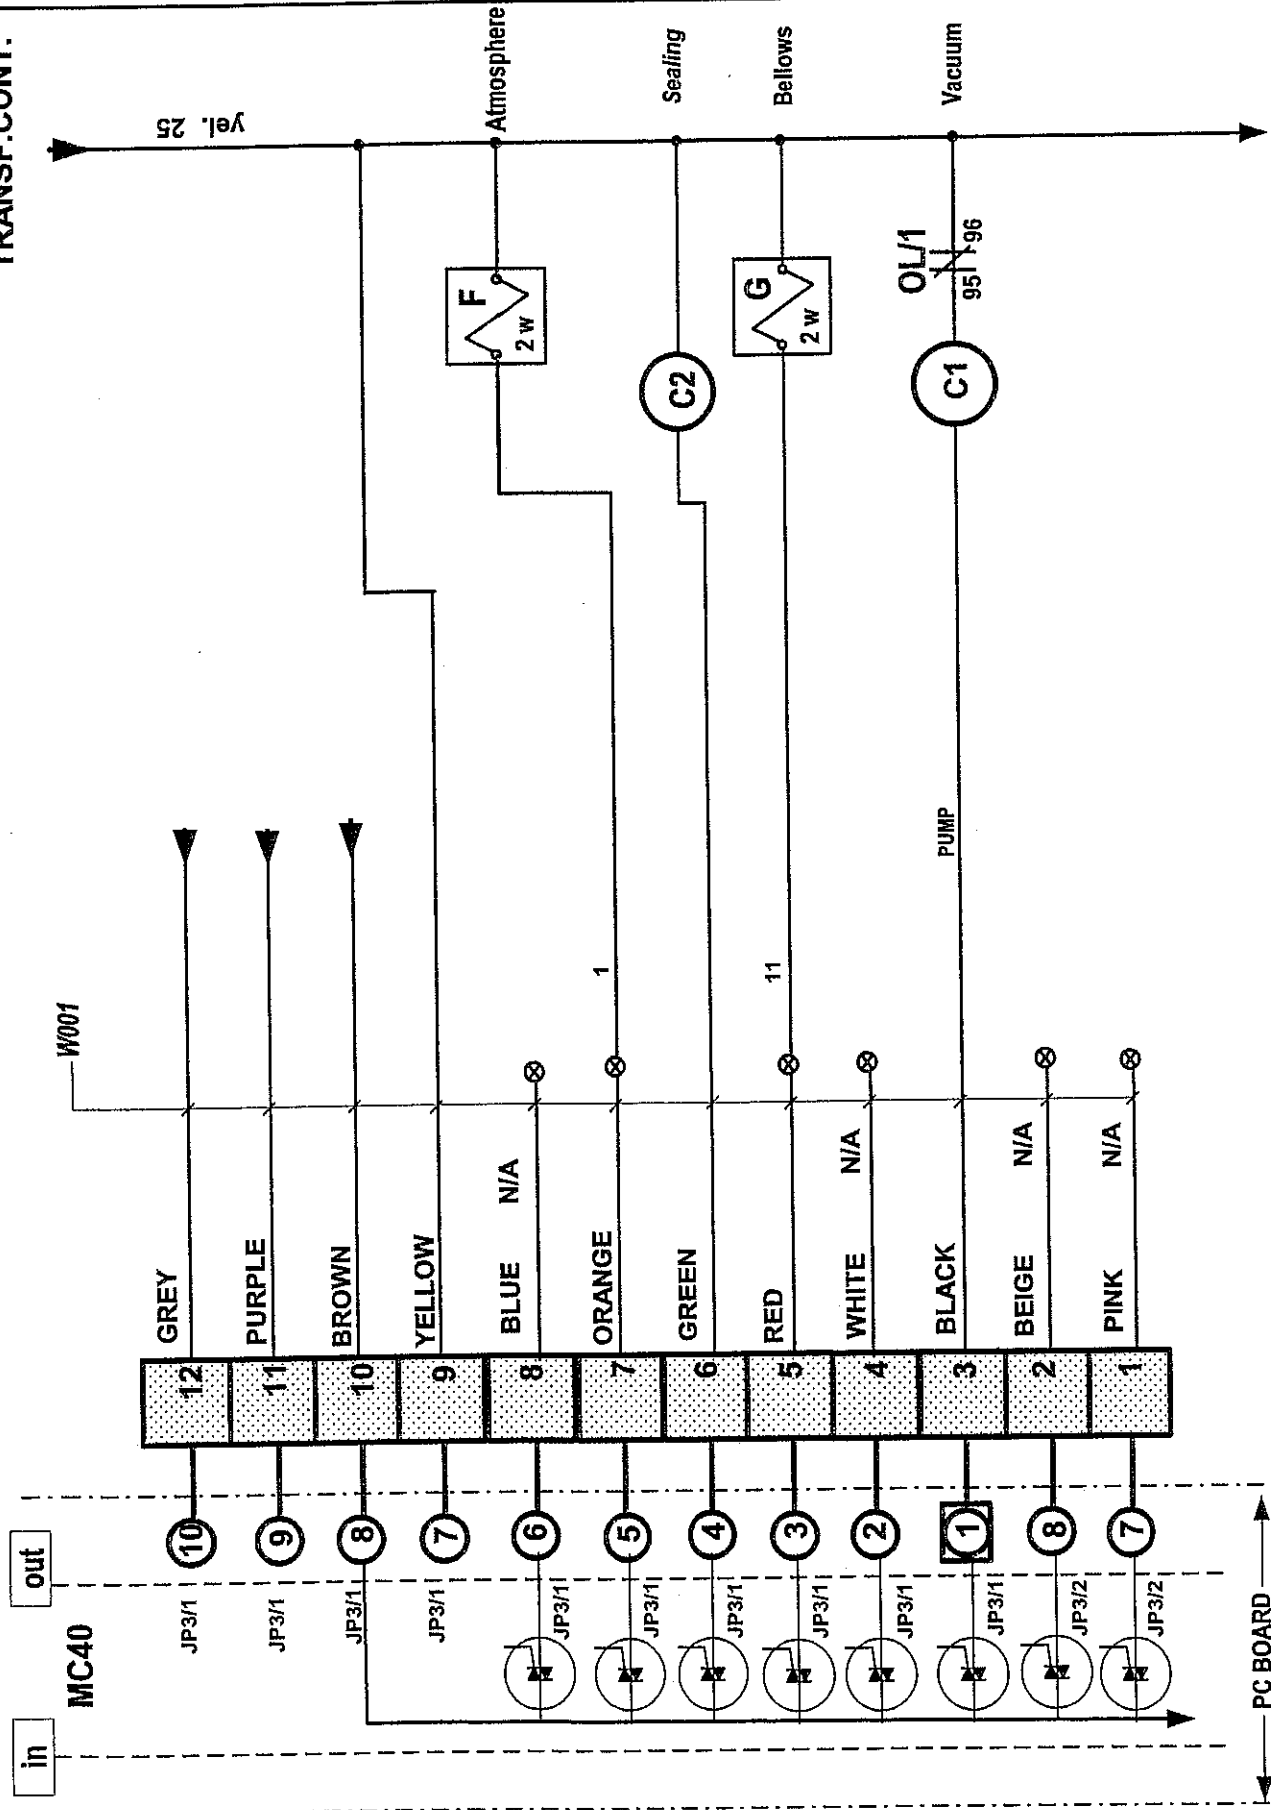 TRANSF.CONT.
in
out
MC40
W001
yel. 25
JP3/1 10 12 GREY
JP3/1 9 11 PURPLE
JP3/1 8 10 BROWN
JP3/1 7 9 YELLOW
JP3/1 6 8 BLUE N/A
F
2 w
Atmosphere
JP3/1 5 7 ORANGE 1
JP3/1 4 6 GREEN C2 Sealing
G
2 w
Bellows
JP3/1 3 5 RED 11
JP3/1 2 4 WHITE N/A
OL/1
95 96
Vacuum
JP3/1 1 3 BLACK PUMP C1
JP3/2 8 2 BEIGE N/A
JP3/2 7 1 PINK N/A
PC BOARD